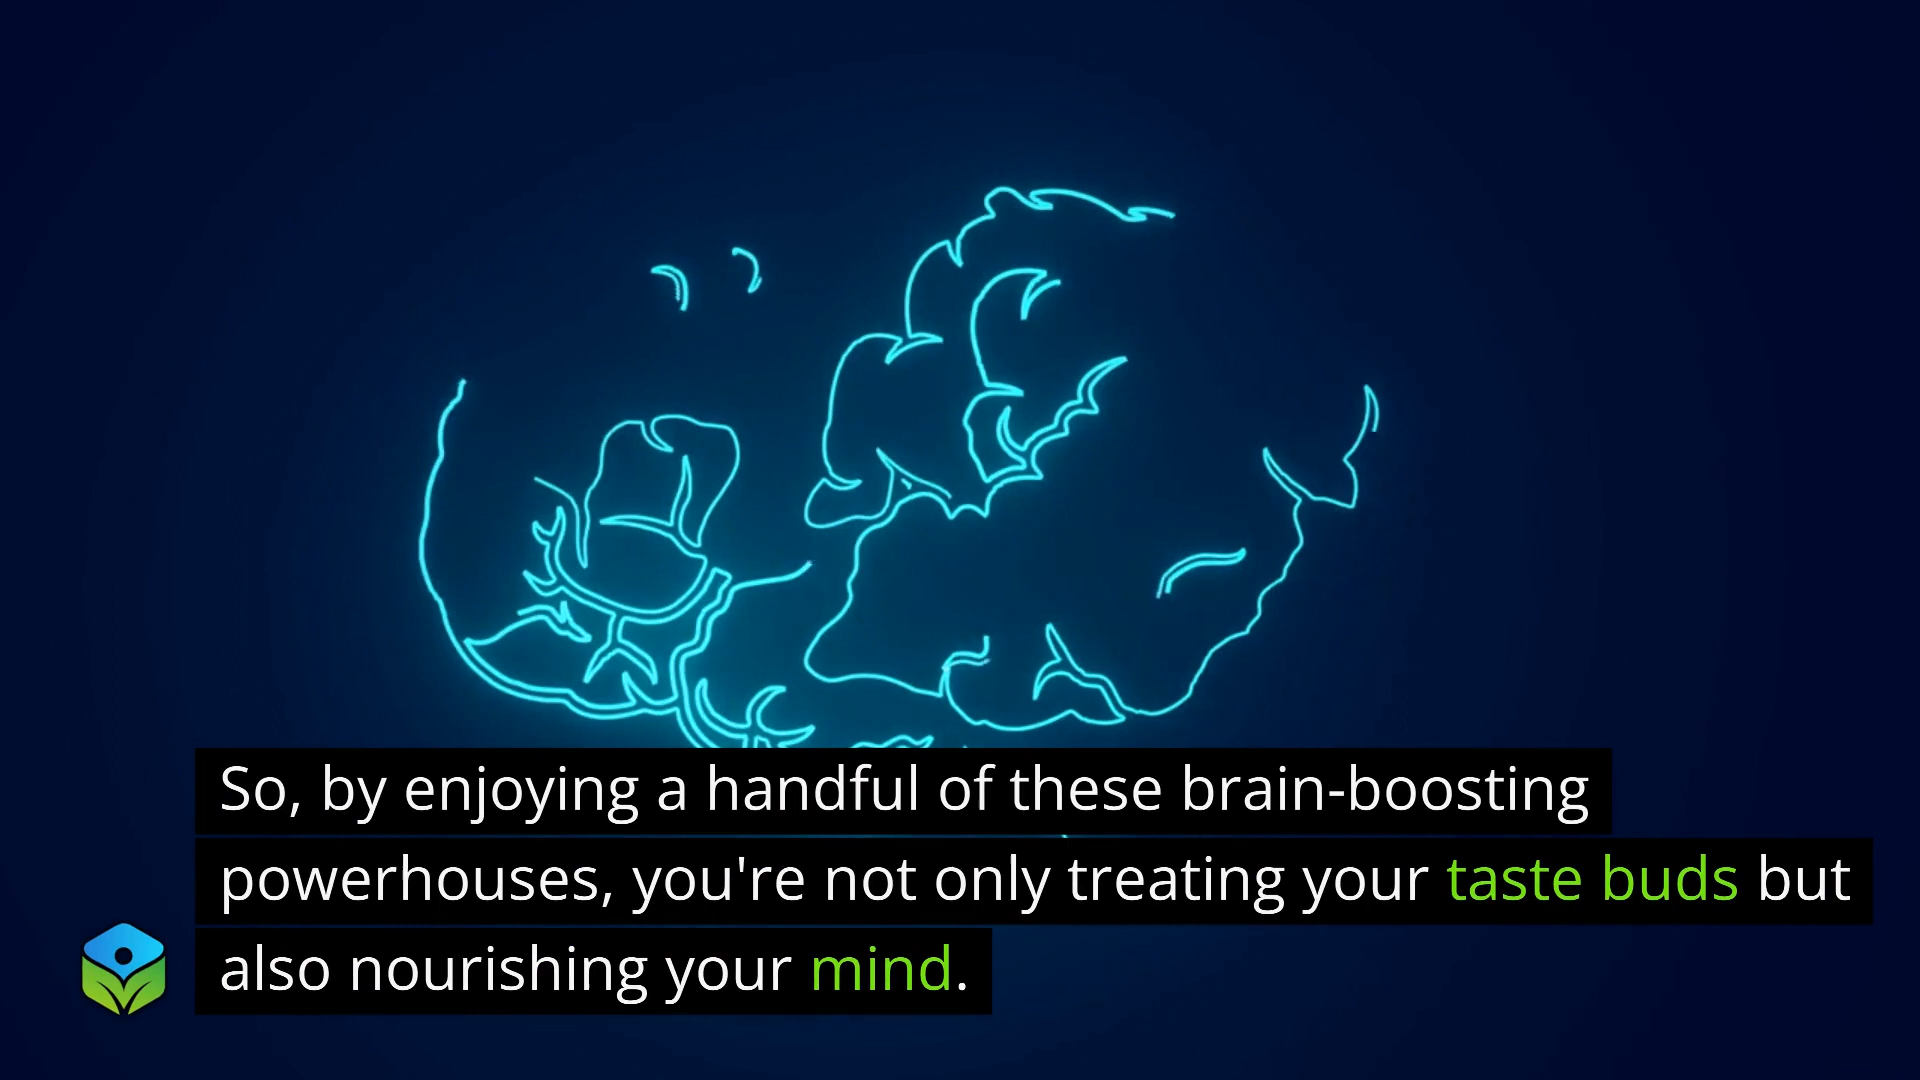 So, by enjoying a handful of these brain-boosting
powerhouses, you're not only treating your taste buds but
also nourishing your mind.